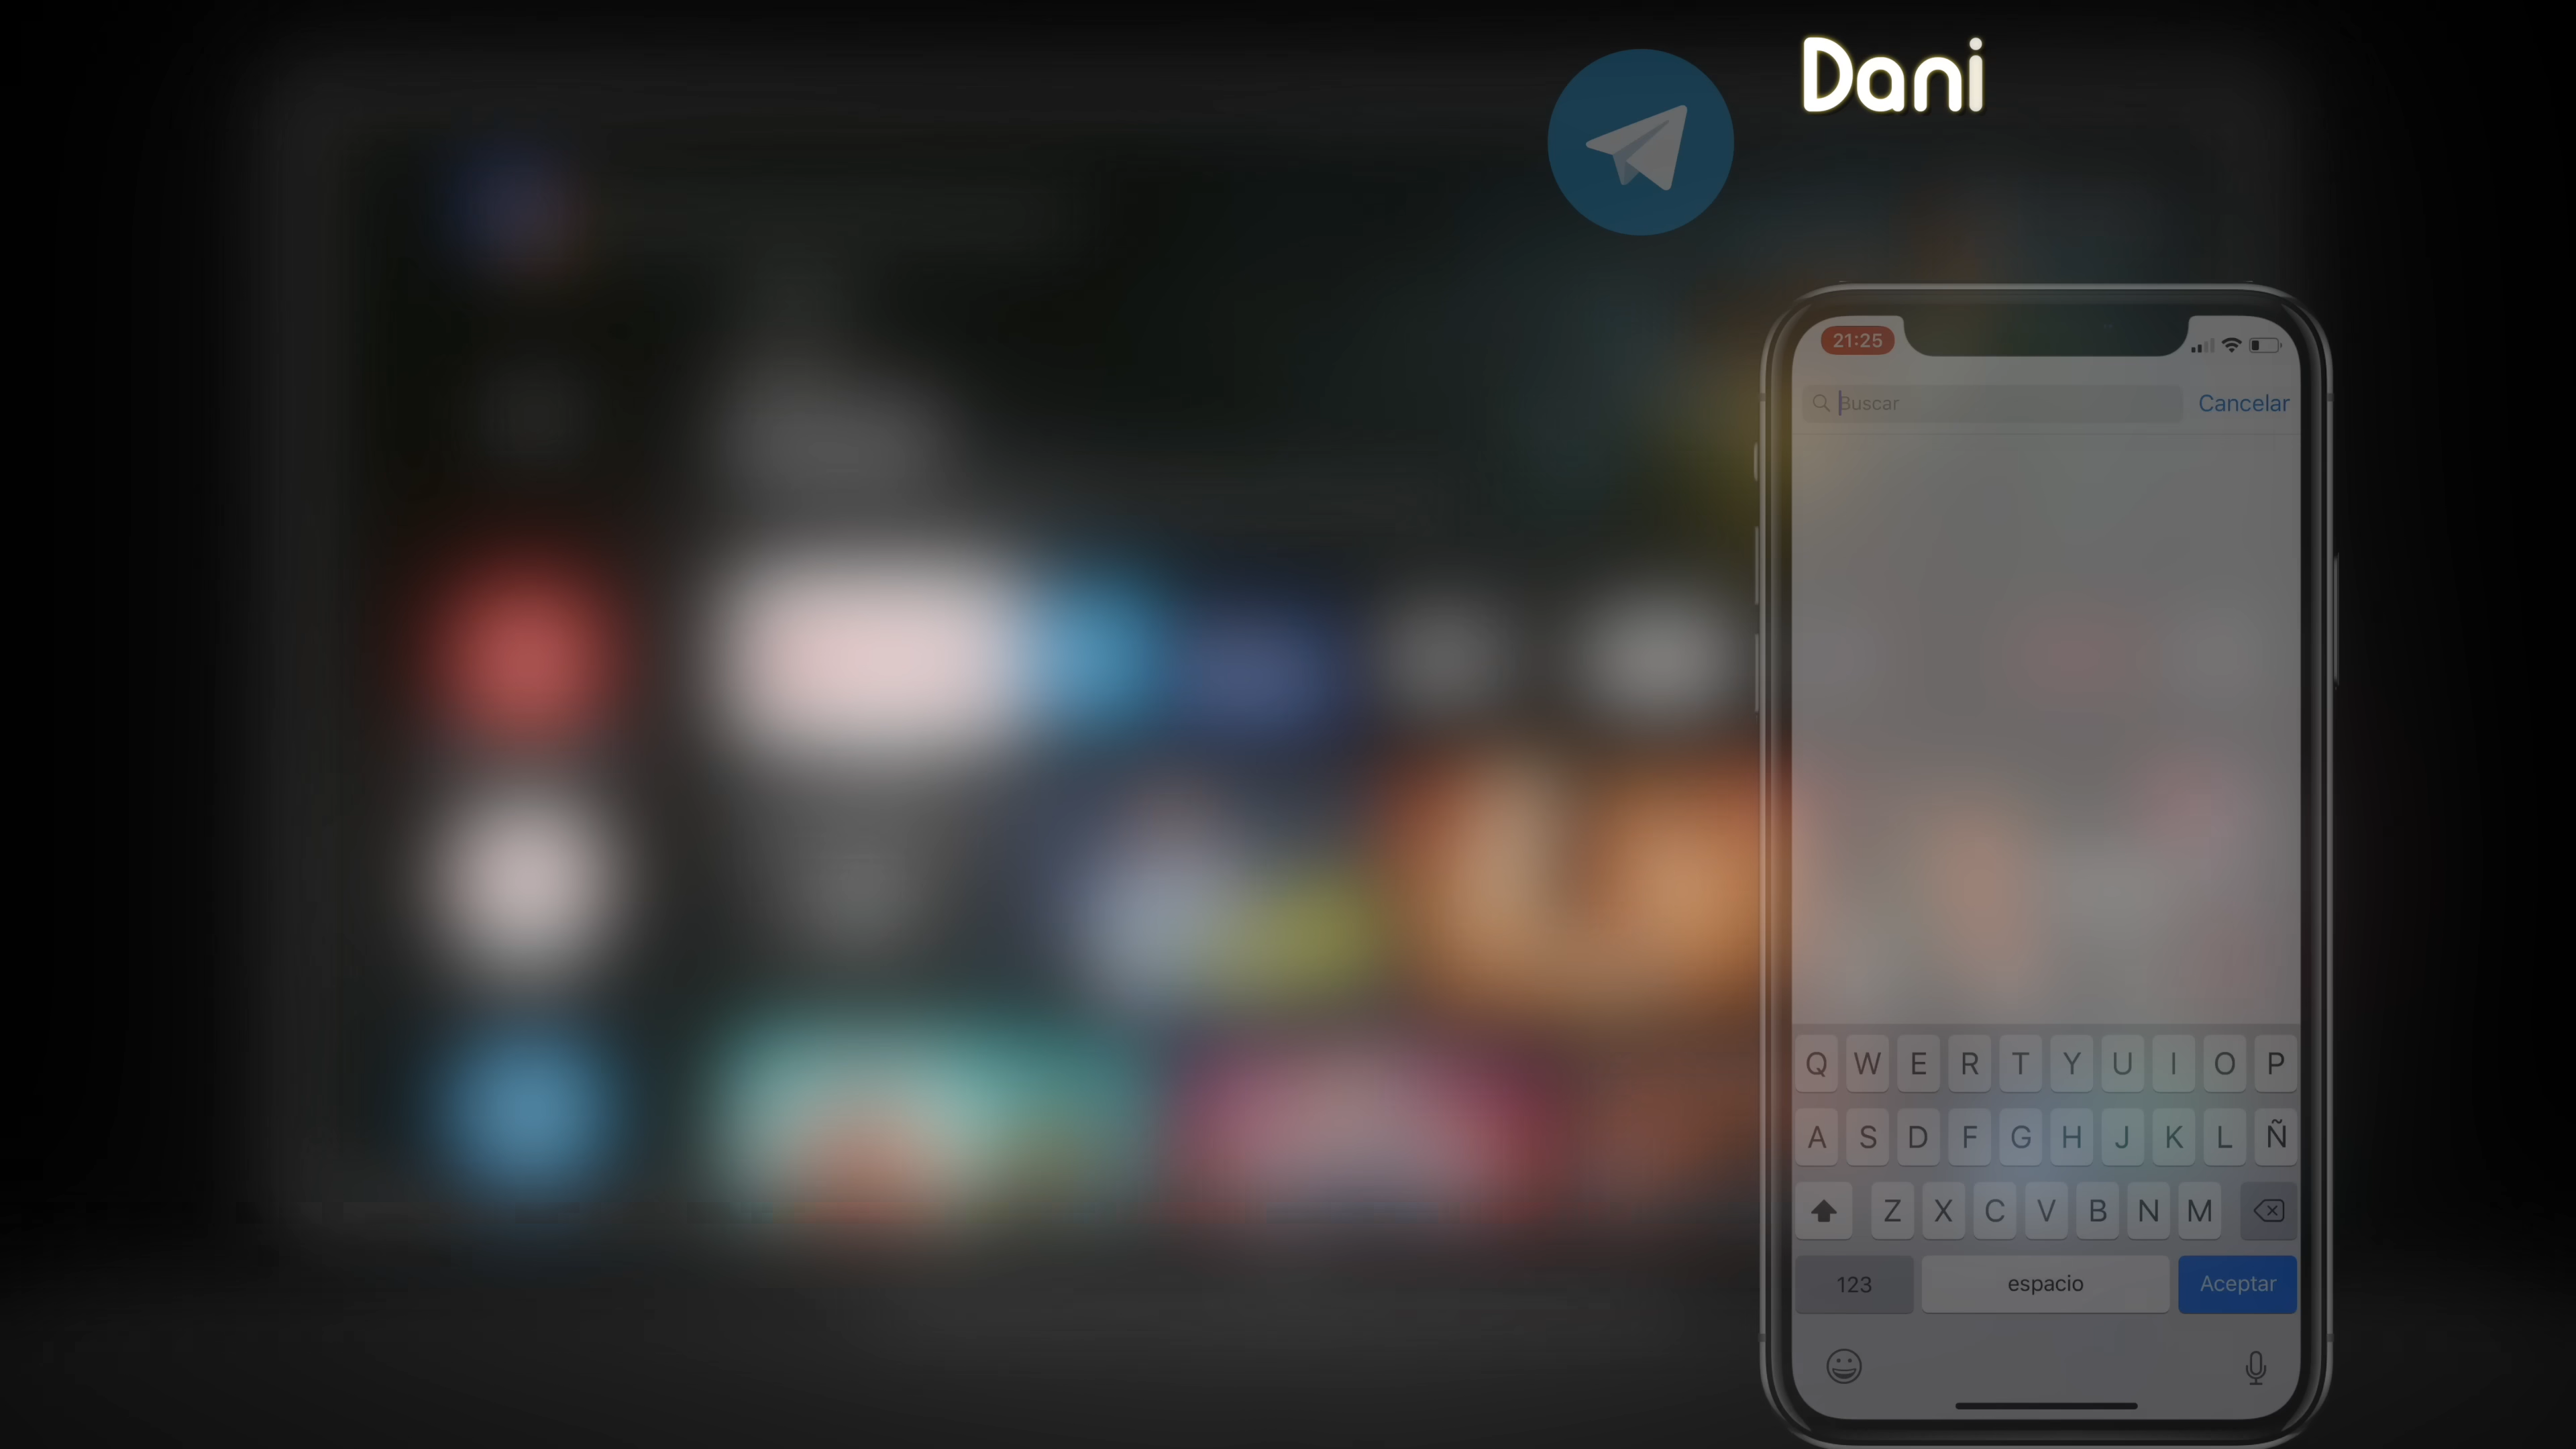 Dani
21:25
Buscar
Cancelar
Q W E R T Y U I O P
A S D F G H J K L Ñ
Z X C V B N M
123 espacio Aceptar